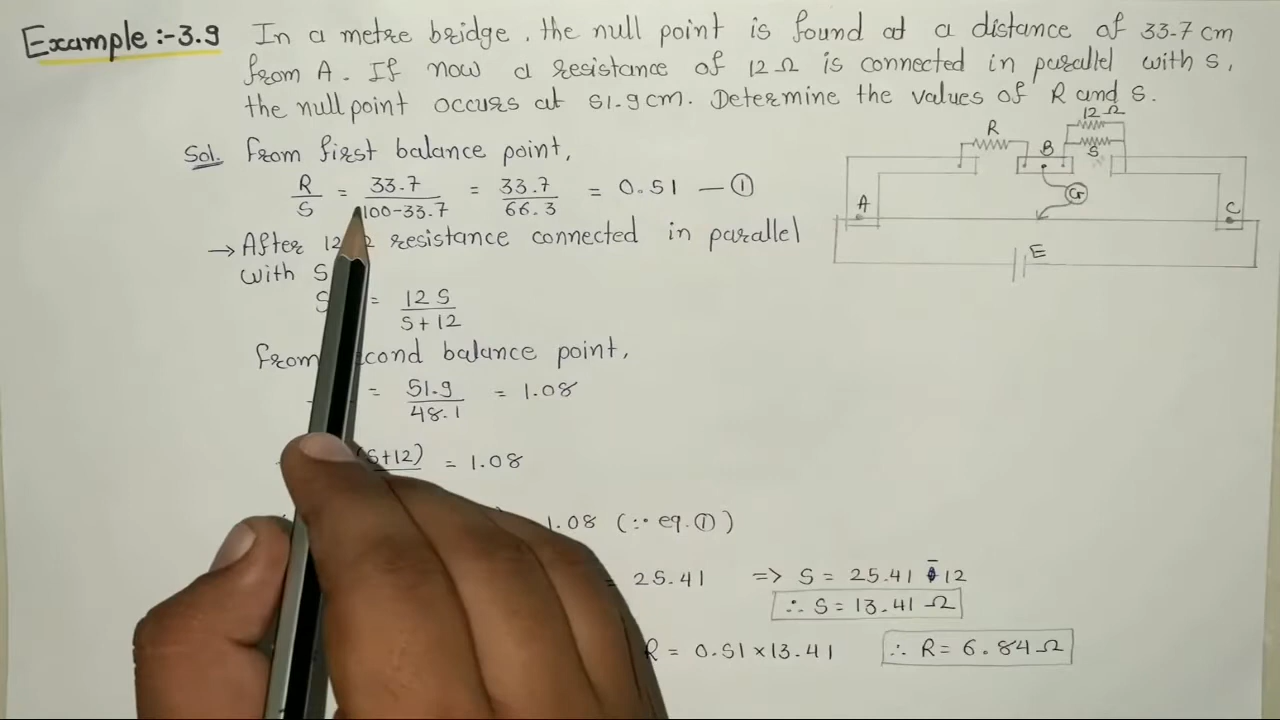 Example:-3.9 In a metre bridge, the null point is found at a distance of 33.7 cm
from A. If now a resistance of 12 Ω is connected in parallel with S,
the null point occurs at 51.9 cm. Determine the values of R and S.
Sol. From first balance point,
R/S = 33.7/100-33.7 = 33.7/66.3 = 0.51 — ①
→ After 12 resistance connected in parallel
with S
S = 12 S/S+12
From second balance point,
= 51.9/48.1 = 1.08
(S+12) = 1.08
1.08 (∵ eq. ①)
= 25.41 => S = 25.41 - 12
∴ S = 13.41 Ω
R = 0.51 × 13.41 ∴ R = 6.84 Ω
12 Ω
R
B
S
G
A
C
E